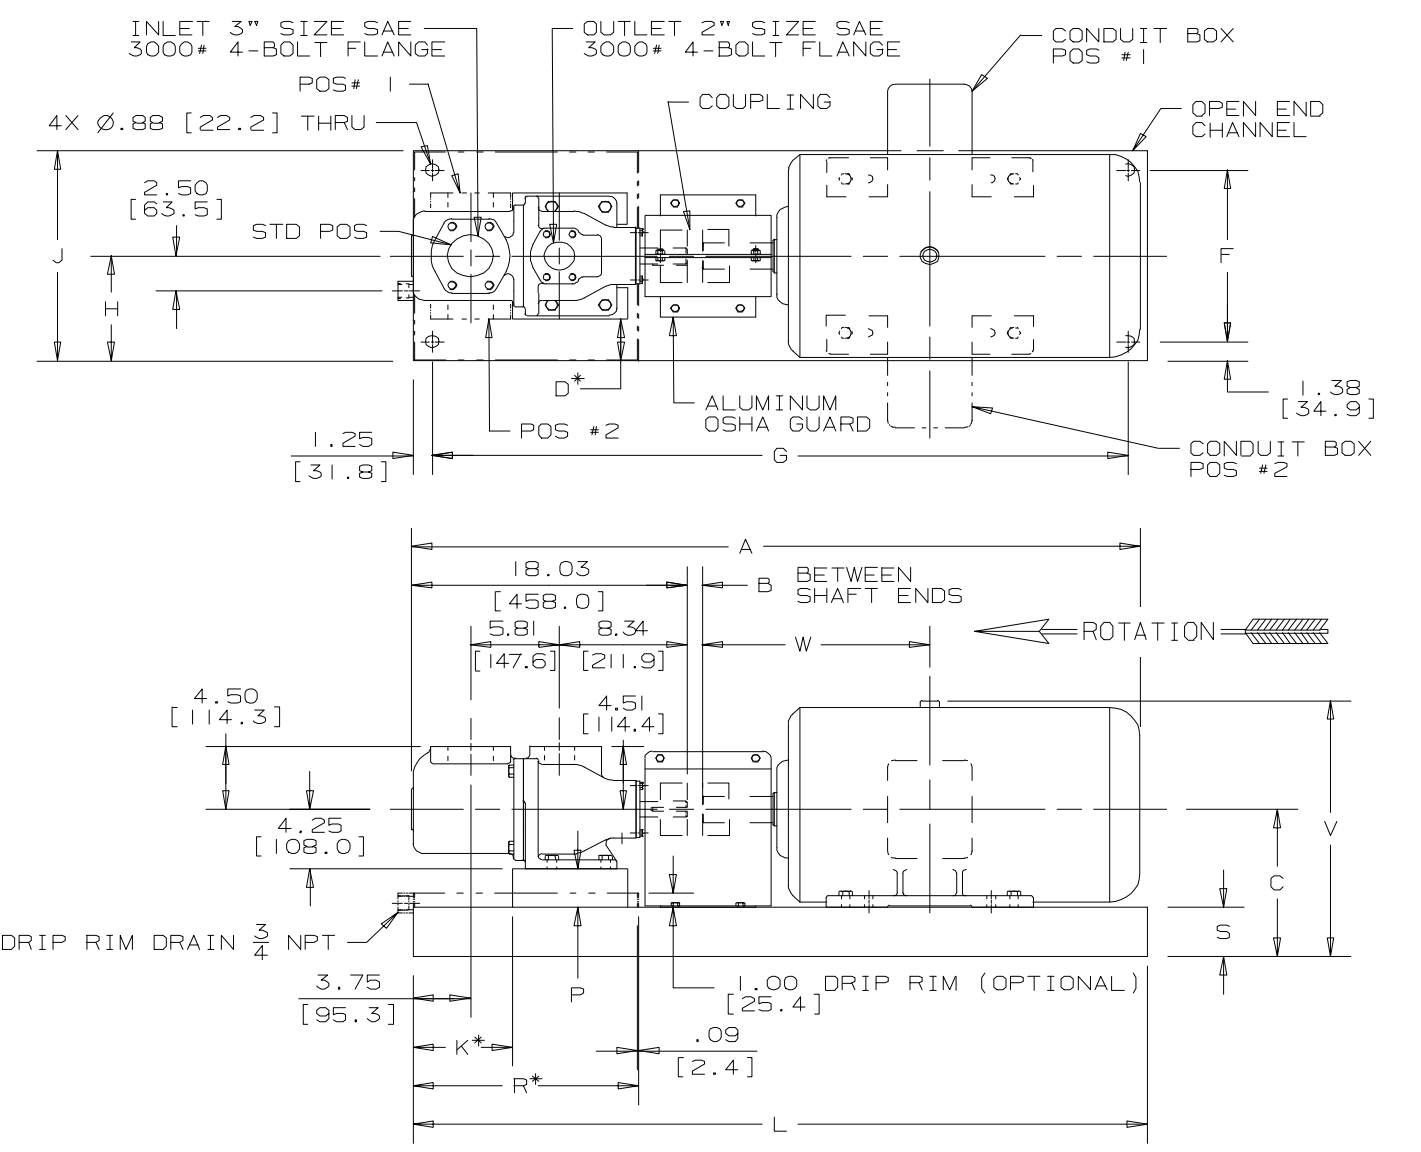 INLET 3" SIZE SAE
3000# 4-BOLT FLANGE
OUTLET 2" SIZE SAE
3000# 4-BOLT FLANGE
CONDUIT BOX
POS #1
POS# 1
COUPLING
OPEN END
CHANNEL
4X Ø.88 [22.2] THRU
2.50
[63.5]
STD POS
J
H
F
D*
1.38
[34.9]
ALUMINUM
OSHA GUARD
POS #2
1.25
[31.8]
G
CONDUIT BOX
POS #2
A
18.03
[458.0]
B
BETWEEN
SHAFT ENDS
5.81
[147.6]
8.34
[211.9]
W
ROTATION
4.50
[114.3]
4.51
[114.4]
4.25
[108.0]
V
C
S
DRIP RIM DRAIN 3/4 NPT
3.75
[95.3]
P
1.00 DRIP RIM (OPTIONAL)
[25.4]
.09
[2.4]
K*
R*
L